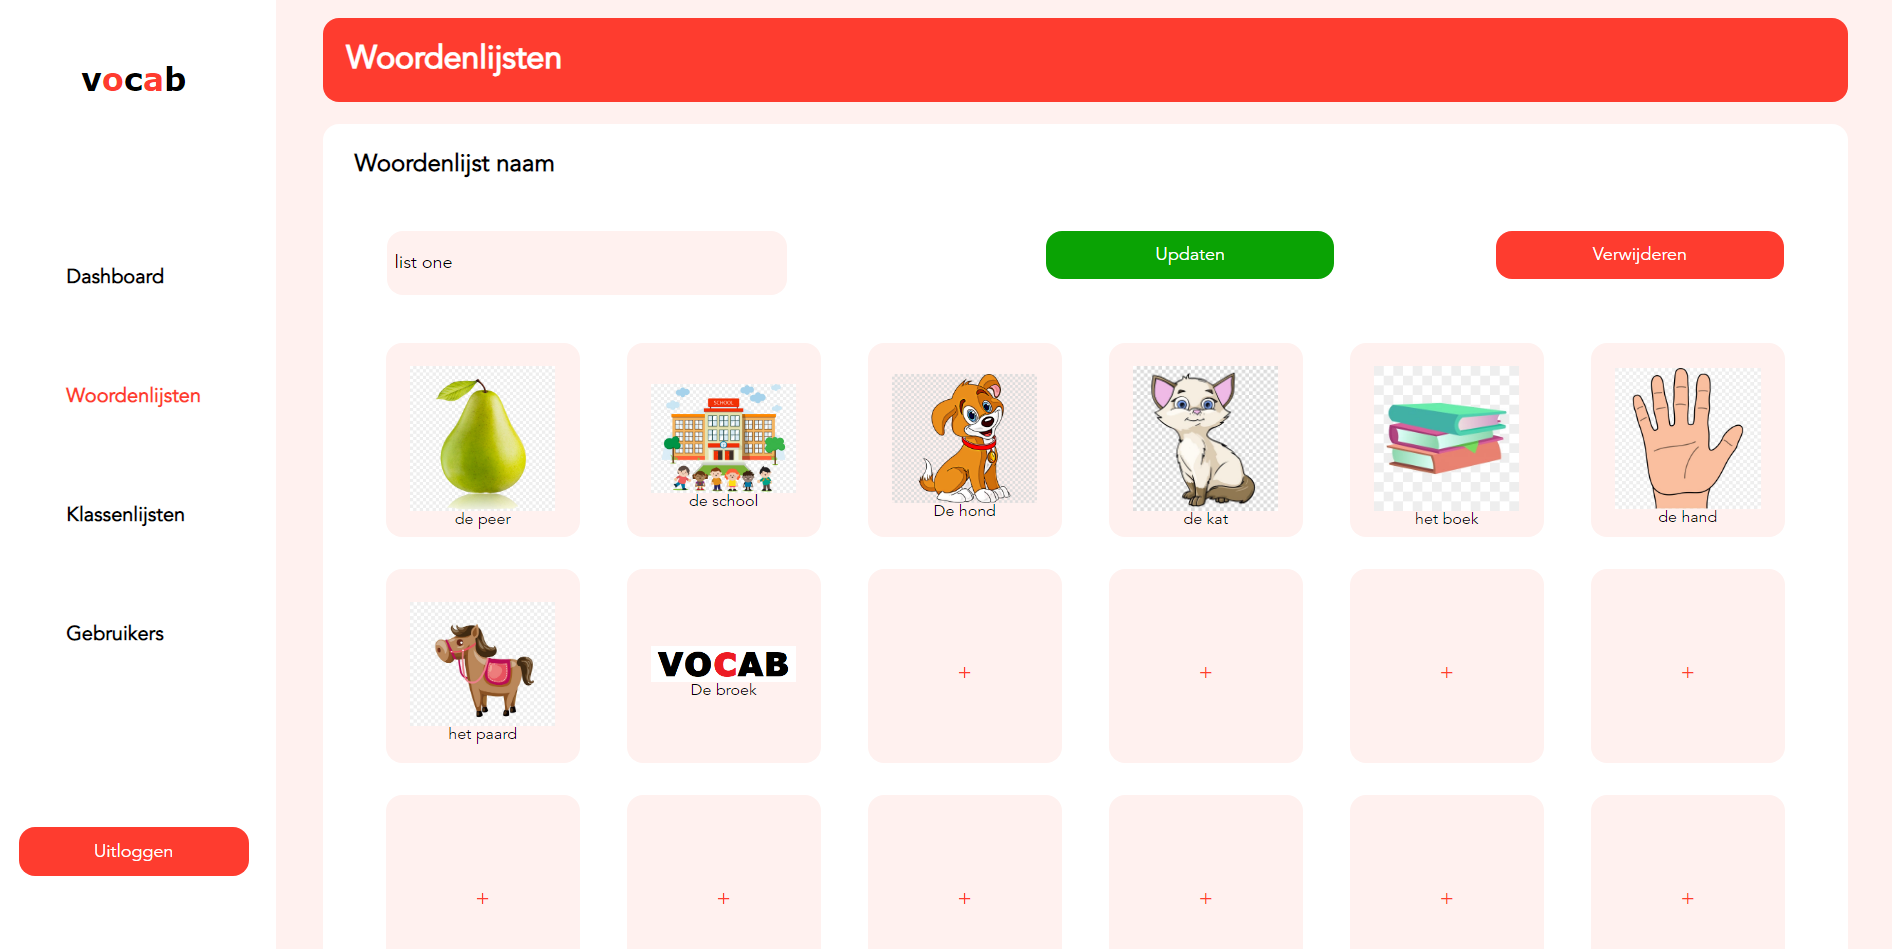 vocab
Dashboard
Woordenlijsten
Klassenlijsten
Gebruikers
Uitloggen
Woordenlijsten
Woordenlijst naam
list one
Updaten
Verwijderen
de peer
SCHOOL
de school
De hond
de kat
het boek
de hand
het paard
VOCAB
De broek
+
+
+
+
+
+
+
+
+
+